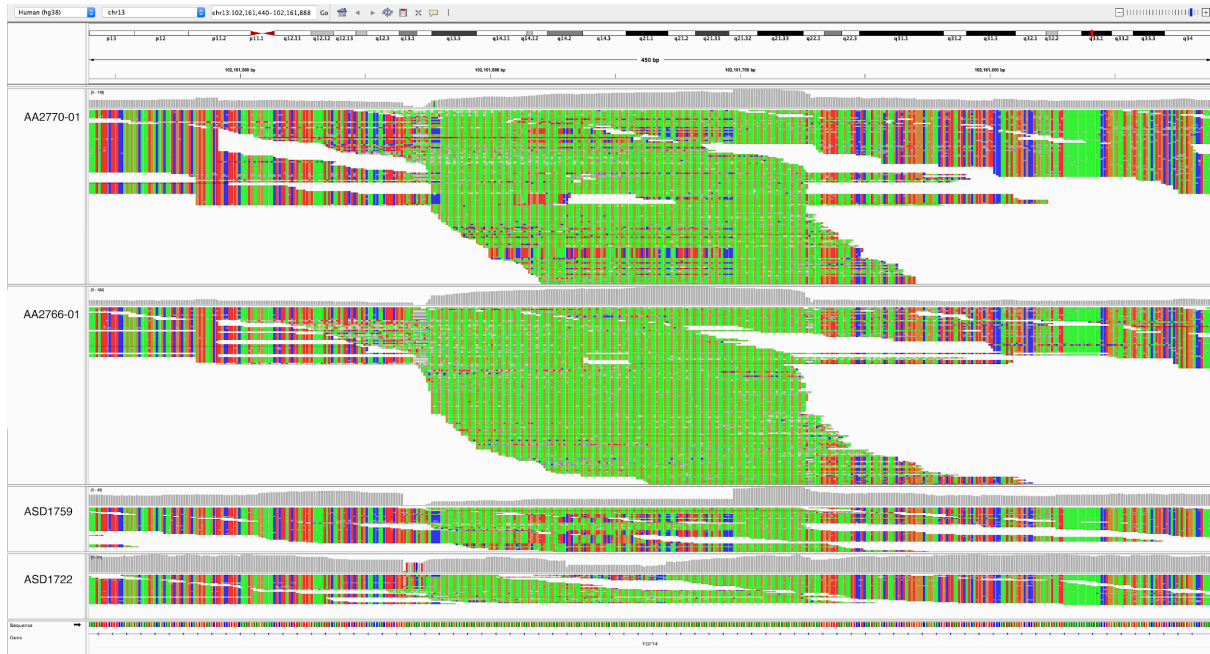 Human (hg38) chr13 chr13:102,161,440-102,161,888 Go
p13 p12 p11.2 p11.1 q12.11 q12.12 q12.13 q12.3 q13.1 q13.3 q14.11 q14.12 q14.2 q14.3 q21.1 q21.2 q21.31 q21.32 q21.33 q22.1 q22.3 q31.1 q31.2 q31.3 q32.1 q32.2 q33.1 q33.2 q33.3 q34
450 bp
102,161,500 bp 102,161,600 bp 102,161,700 bp 102,161,800 bp
AA2770-01
AA2766-01
ASD1759
ASD1722
Sequence
Gene
FGF14